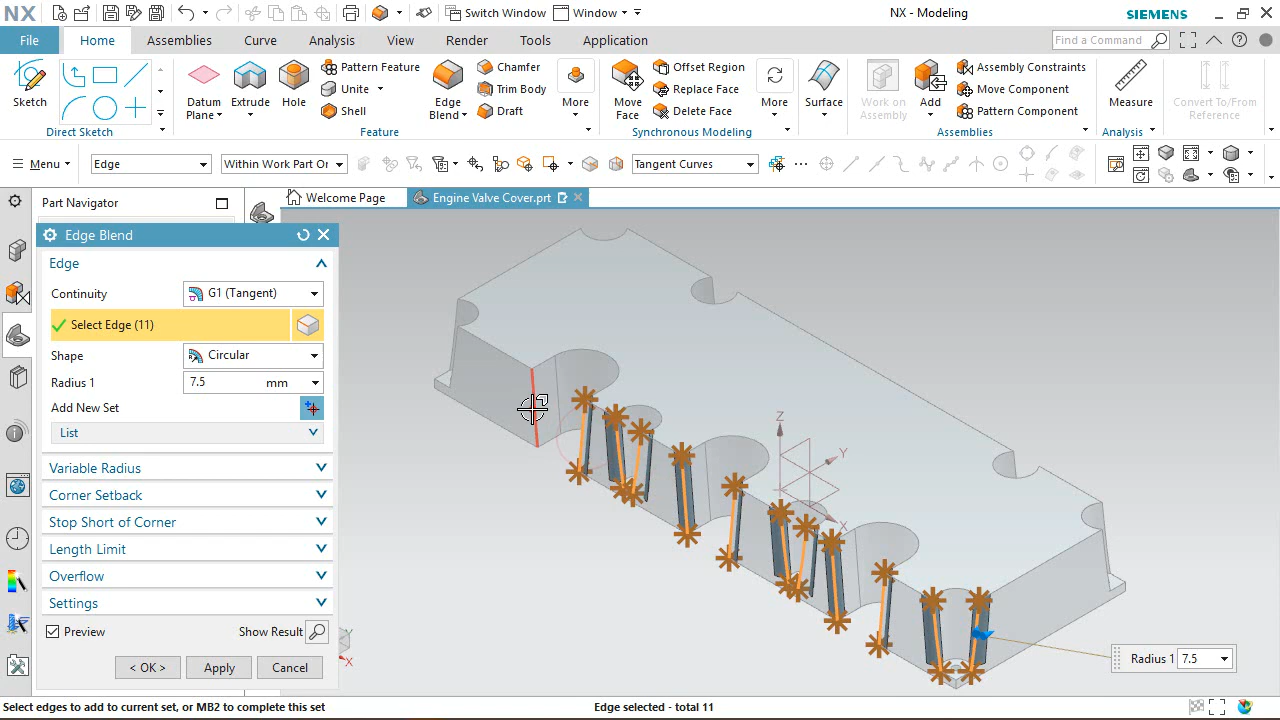 NX
Switch Window
Window
NX - Modeling
SIEMENS
File
Home
Assemblies
Curve
Analysis
View
Render
Tools
Application
Find a Command
Sketch
Direct Sketch
Datum Plane
Extrude
Hole
Pattern Feature
Unite
Shell
Edge Blend
Chamfer
Trim Body
Draft
More
Feature
Move Face
Offset Region
Replace Face
Delete Face
More
Synchronous Modeling
Surface
Work on Assembly
Add
Assembly Constraints
Move Component
Pattern Component
Assemblies
Measure
Analysis
Convert To/From Reference
Menu
Edge
Within Work Part Or
Tangent Curves
Part Navigator
Welcome Page
Engine Valve Cover.prt
Edge Blend
Edge
Continuity
G1 (Tangent)
Select Edge (11)
Shape
Circular
Radius 1
7.5
mm
Add New Set
List
Variable Radius
Corner Setback
Stop Short of Corner
Length Limit
Overflow
Settings
Preview
Show Result
< OK >
Apply
Cancel
Z
Y
X
Y
X
Radius 1
7.5
Select edges to add to current set, or MB2 to complete this set
Edge selected - total 11